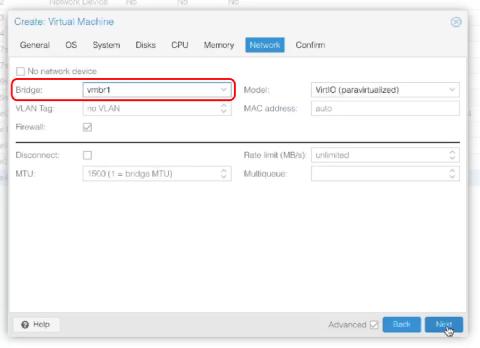 Network Device No No No
Create: Virtual Machine
General OS System Disks CPU Memory Network Confirm
No network device
Bridge: vmbr1 Model: VirtIO (paravirtualized)
VLAN Tag: no VLAN MAC address: auto
Firewall:
Disconnect: Rate limit (MB/s): unlimited
MTU: 1500 (1 = bridge MTU) Multiqueue:
Help Advanced Back Next